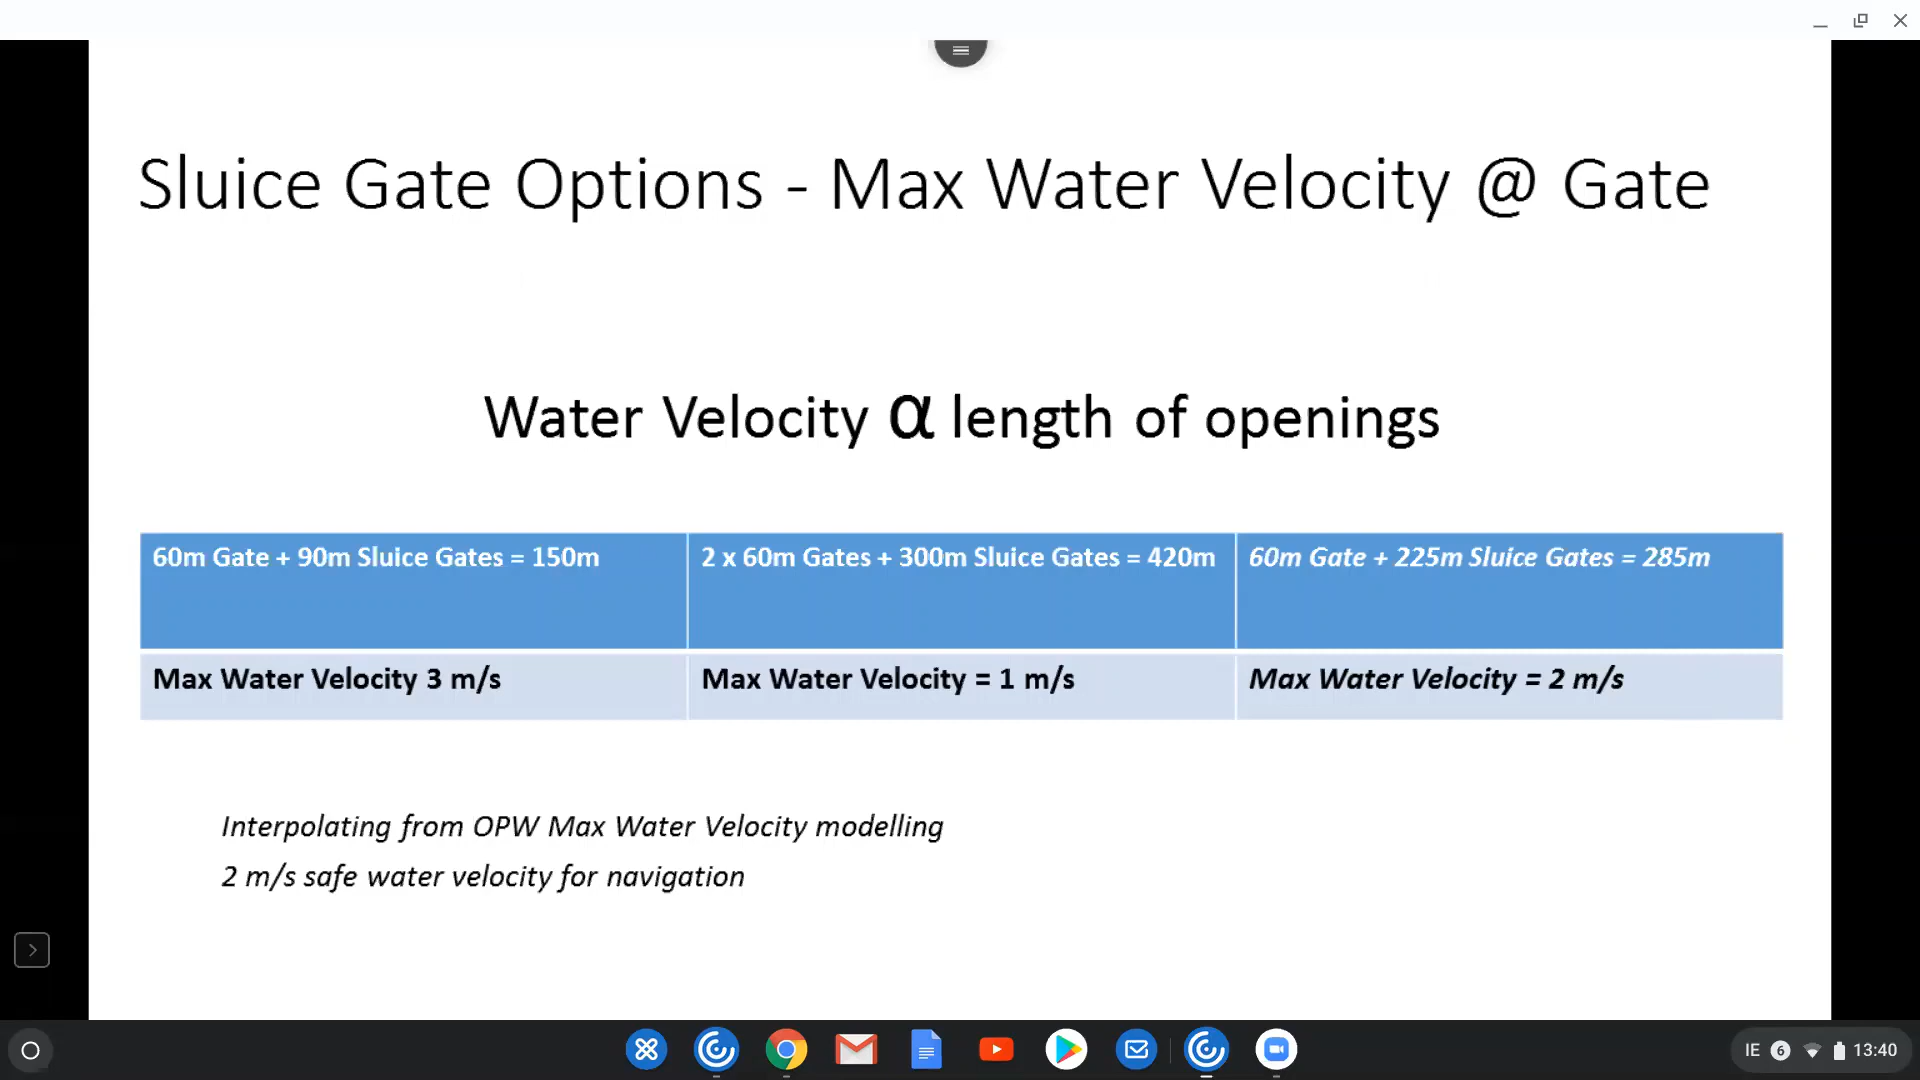 Sluice Gate Options - Max Water Velocity @ Gate
Water Velocity α length of openings
60m Gate + 90m Sluice Gates = 150m
2 x 60m Gates + 300m Sluice Gates = 420m
60m Gate + 225m Sluice Gates = 285m
Max Water Velocity 3 m/s
Max Water Velocity = 1 m/s
Max Water Velocity = 2 m/s
Interpolating from OPW Max Water Velocity modelling
2 m/s safe water velocity for navigation
IE 6 13:40